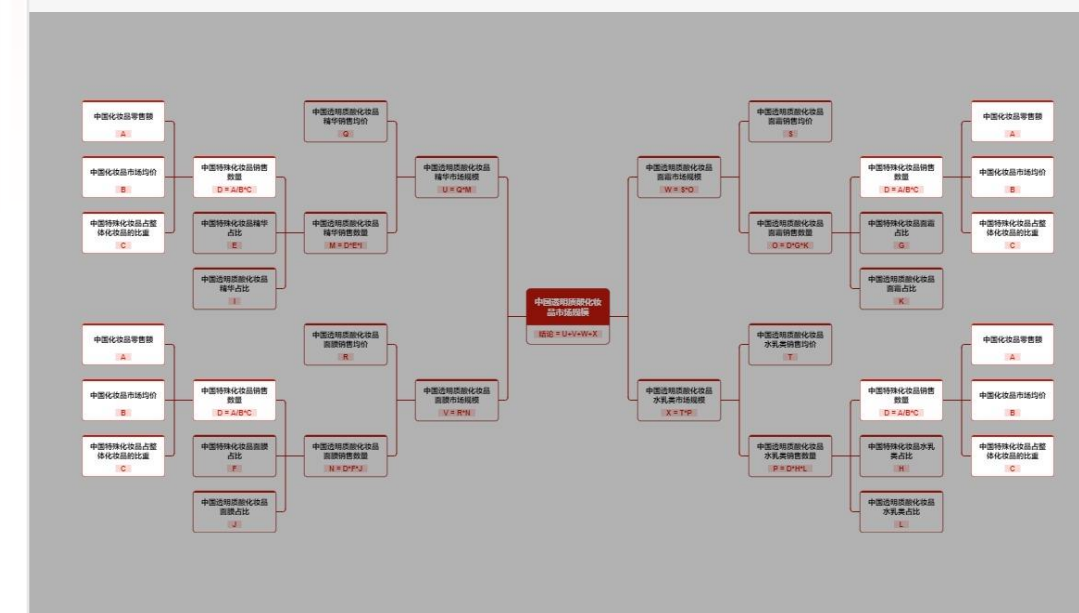 中国化妆品零售额
A
中国化妆品市场均价
B
中国特殊化妆品占整
体化妆品的比重
C
中国特殊化妆品销售
数量
D = A/B*C
中国特殊化妆品精华
占比
E
中国透明质酸化妆品
精华占比
I
中国透明质酸化妆品
精华销售均价
Q
中国透明质酸化妆品
精华销售数量
M = D*E*I
中国透明质酸化妆品
精华市场规模
U = Q*M
中国化妆品零售额
A
中国化妆品市场均价
B
中国特殊化妆品占整
体化妆品的比重
C
中国特殊化妆品销售
数量
D = A/B*C
中国特殊化妆品面膜
占比
F
中国透明质酸化妆品
面膜占比
J
中国透明质酸化妆品
面膜销售均价
R
中国透明质酸化妆品
面膜销售数量
N = D*F*J
中国透明质酸化妆品
面膜市场规模
V = R*N
中国透明质酸化妆
品市场规模
结论 = U+V+W+X
中国透明质酸化妆品
面霜市场规模
W = S*O
中国透明质酸化妆品
面霜销售均价
S
中国透明质酸化妆品
面霜销售数量
O = D*G*K
中国特殊化妆品销售
数量
D = A/B*C
中国特殊化妆品面霜
占比
G
中国透明质酸化妆品
面霜占比
K
中国化妆品零售额
A
中国化妆品市场均价
B
中国特殊化妆品占整
体化妆品的比重
C
中国透明质酸化妆品
水乳类市场规模
X = T*P
中国透明质酸化妆品
水乳类销售均价
T
中国透明质酸化妆品
水乳类销售数量
P = D*H*L
中国特殊化妆品销售
数量
D = A/B*C
中国特殊化妆品水乳
类占比
H
中国透明质酸化妆品
水乳类占比
L
中国化妆品零售额
A
中国化妆品市场均价
B
中国特殊化妆品占整
体化妆品的比重
C